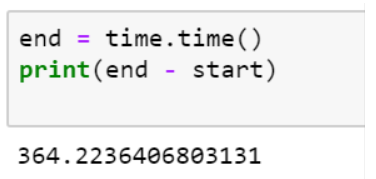 end = time.time()
print(end - start)
364.2236406803131